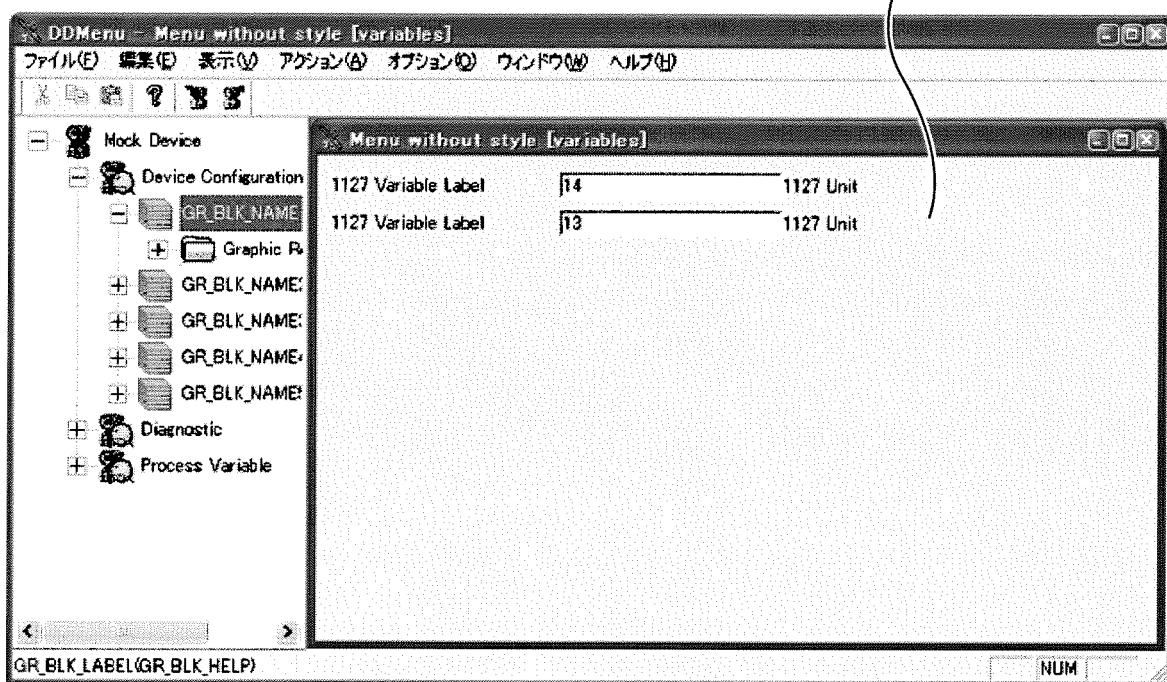 DDMenu - Menu without style [variables]
ファイル(F) 編集(E) 表示(V) アクション(A) オプション(O) ウィンドウ(W) ヘルプ(H)
Mock Device
Device Configuration
GR_BLK_NAME
Graphic
GR_BLK_NAME
GR_BLK_NAME
GR_BLK_NAME
GR_BLK_NAME
Diagnostic
Process Variable
Menu without style [variables]
1127 Variable Label 14 1127 Unit
1127 Variable Label 13 1127 Unit
GR_BLK_LABEL(GR_BLK_HELP) NUM